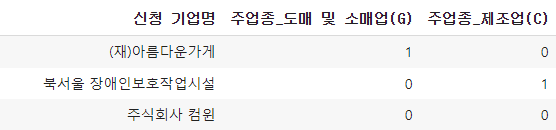 신청 기업명 주업종_도매 및 소매업(G) 주업종_제조업(C)
(재)아름다운가게 1 0
북서울 장애인보호작업시설 0 1
주식회사 컴윈 0 0